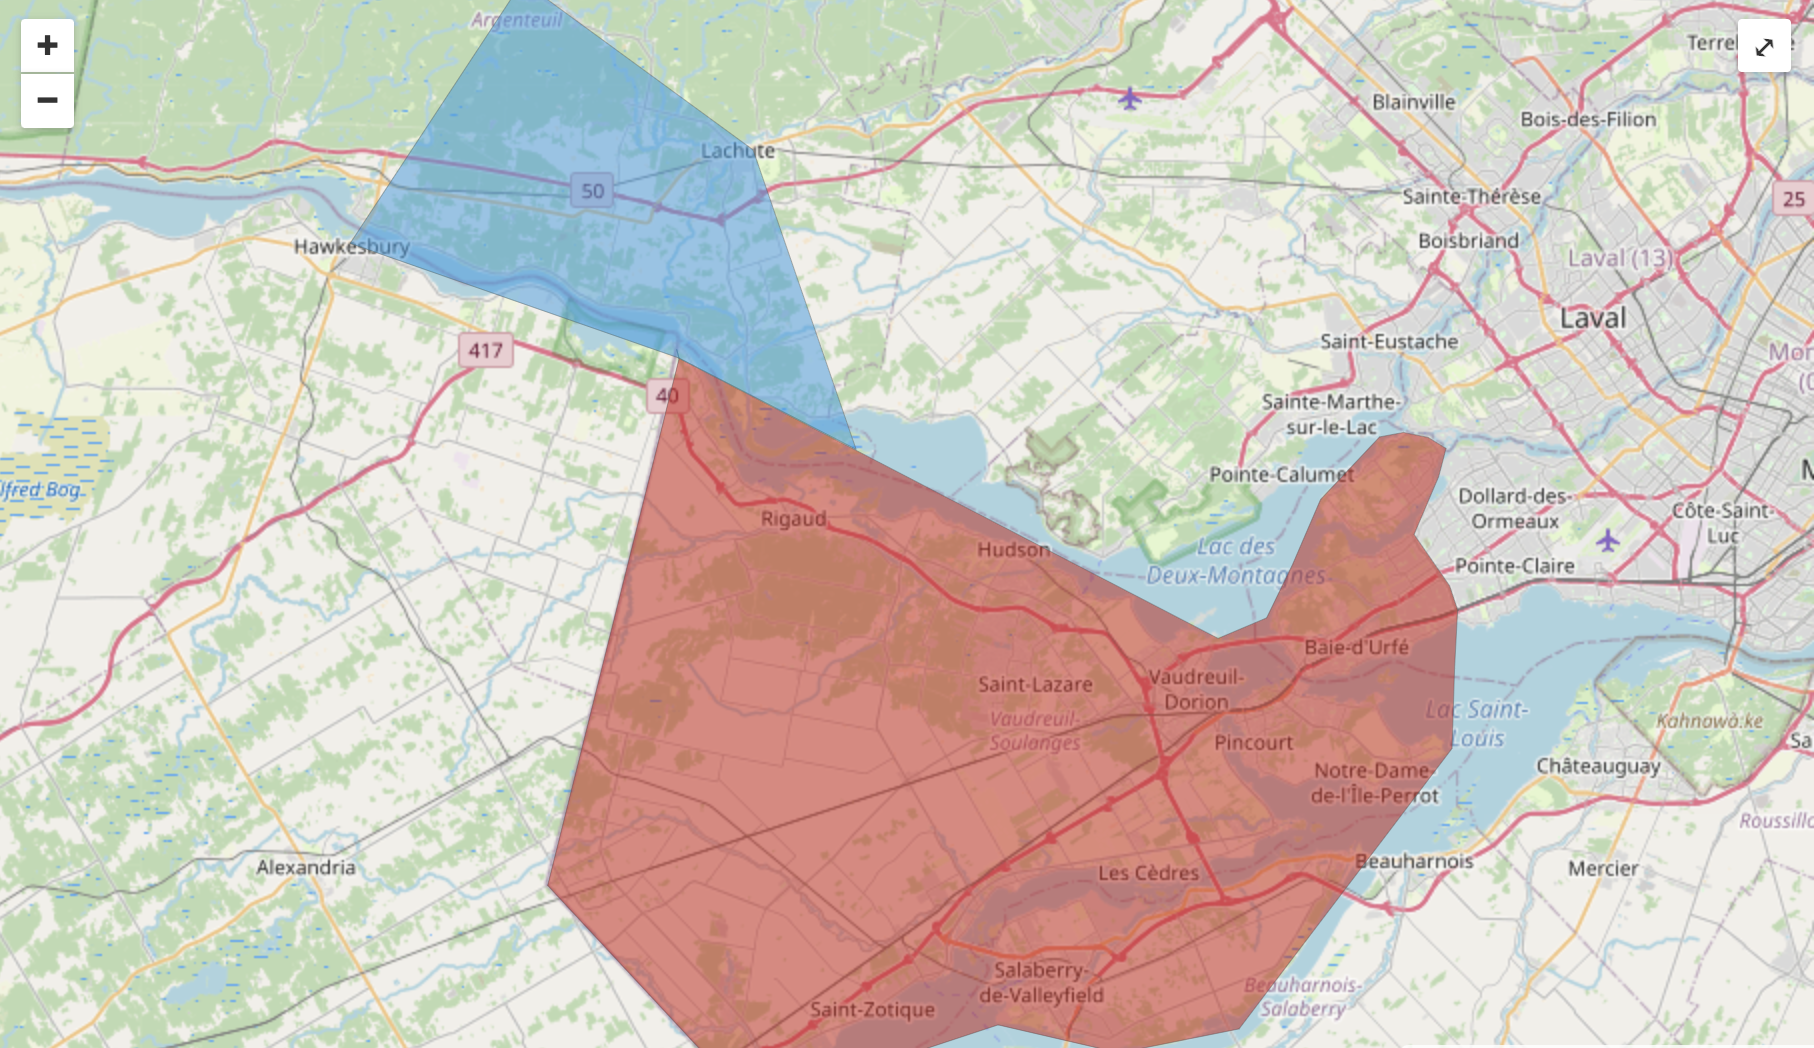 +
−
Argenteuil
Terre
Blainville
Bois-des-Filion
Lachute
50
Sainte-Thérèse
25
Hawkesbury
Boisbriand
Laval (13)
Laval
417
Saint-Eustache
40
Sainte-Marthe-
sur-le-Lac
Pointe-Calumet
lfred Bog
Dollard-des-
Ormeaux
Côte-Saint-
Luc
Rigaud
Hudson
Lac des
Deux-Montagnes
Pointe-Claire
Baie-d'Urfé
Saint-Lazare
Vaudreuil-
Dorion
Vaudreuil-
Soulanges
Lac Saint-
Louis
Kahnawà:ke
Pincourt
Sa
Notre-Dame-
de-l'Île-Perrot
Châteauguay
Roussillo
Alexandria
Les Cèdres
Beauharnois
Mercier
Salaberry-
de-Valleyfield
Beauharnois-
Salaberry
Saint-Zotique